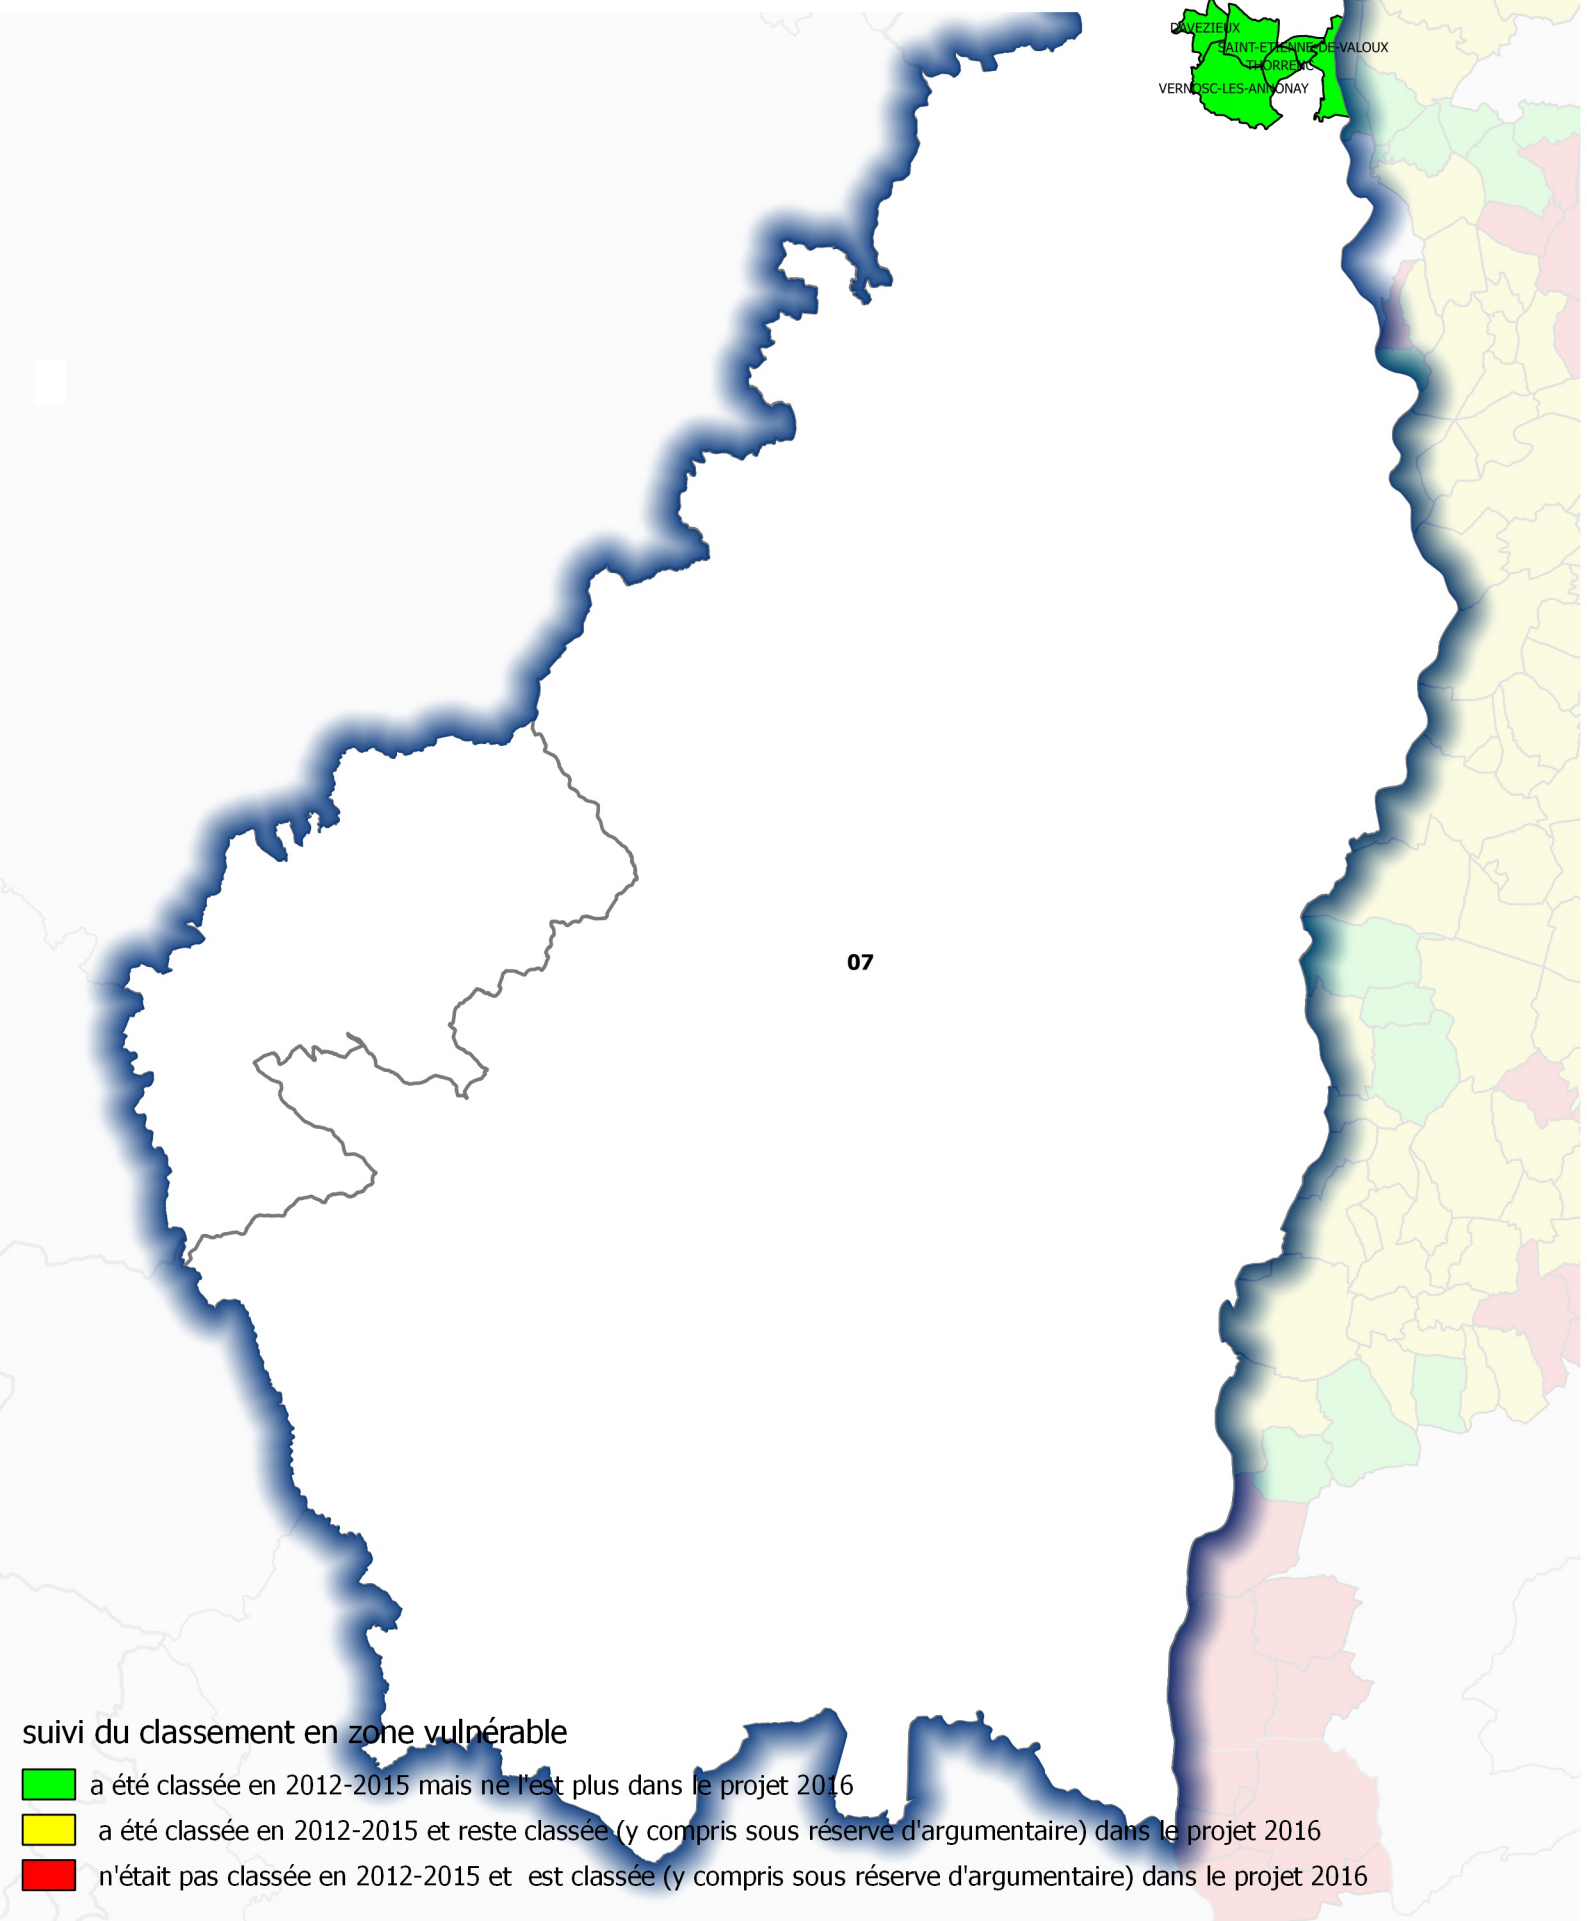 DAVEZIEUX
SAINT-ETIENNE-DE-VALOUX
THORRENC
VERNOSC-LES-ANNONAY
07
suivi du classement en zone vulnérable
a été classée en 2012-2015 mais ne l'est plus dans le projet 2016
a été classée en 2012-2015 et reste classée (y compris sous réserve d'argumentaire) dans le projet 2016
n'était pas classée en 2012-2015 et est classée (y compris sous réserve d'argumentaire) dans le projet 2016